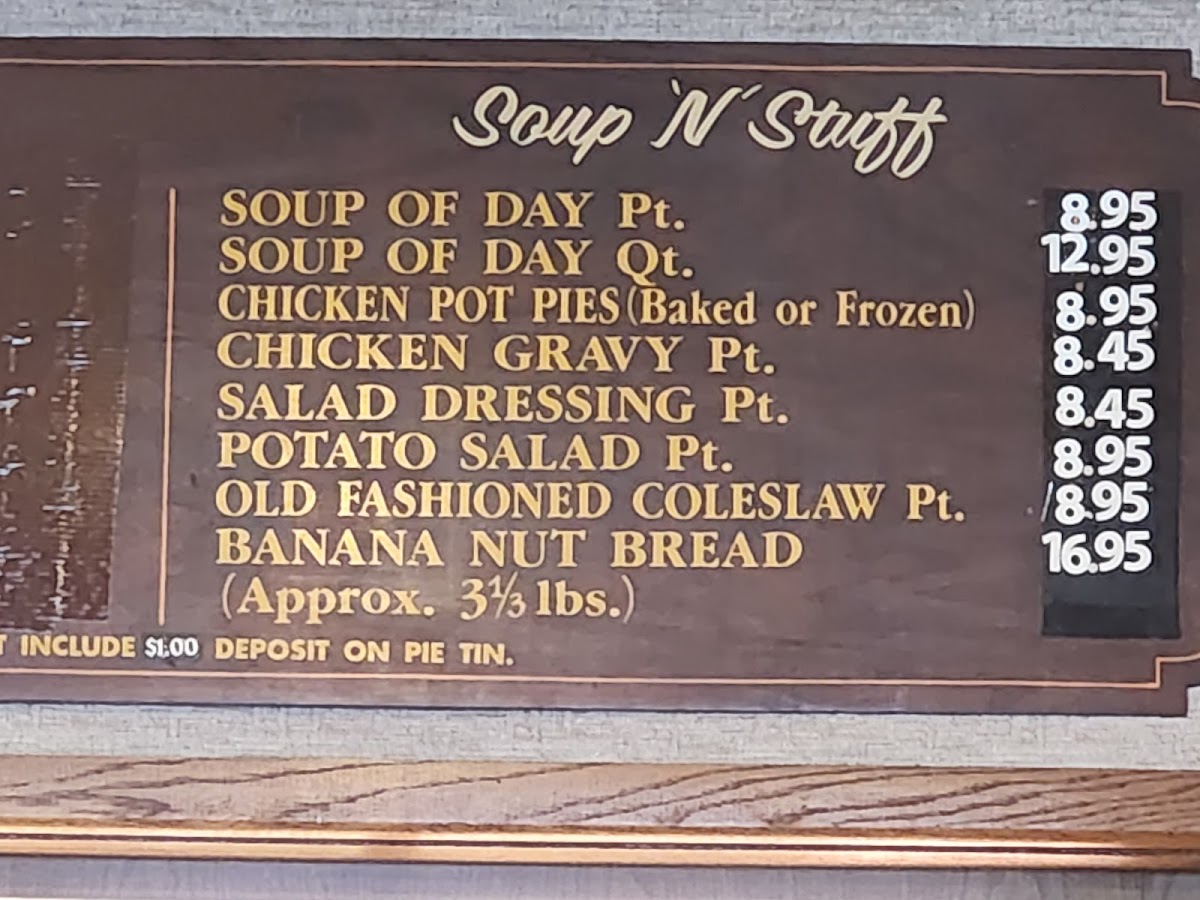 Soup 'N' Stuff
SOUP OF DAY Pt. 8.95
SOUP OF DAY Qt. 12.95
CHICKEN POT PIES (Baked or Frozen) 8.95
CHICKEN GRAVY Pt. 8.45
SALAD DRESSING Pt. 8.45
POTATO SALAD Pt. 8.95
OLD FASHIONED COLESLAW Pt. 8.95
BANANA NUT BREAD 16.95
(Approx. 3⅓ lbs.)
INCLUDE $1.00 DEPOSIT ON PIE TIN.